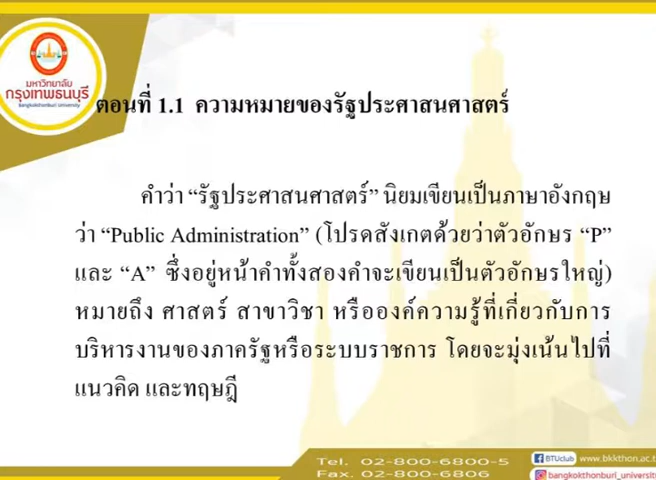 มหาวิทยาลัย
กรุงเทพธนบุรี
Bangkokthonburi University
ตอนที่ 1.1 ความหมายของรัฐประศาสนศาสตร์
คำว่า “รัฐประศาสนศาสตร์” นิยมเขียนเป็นภาษาอังกฤษ
ว่า “Public Administration” (โปรดสังเกตด้วยว่าตัวอักษร “P”
และ “A” ซึ่งอยู่หน้าคำทั้งสองคำจะเขียนเป็นตัวอักษรใหญ่)
หมายถึง ศาสตร์ สาขาวิชา หรือองค์ความรู้ที่เกี่ยวกับการ
บริหารงานของภาครัฐหรือระบบราชการ โดยจะมุ่งเน้นไปที่
แนวคิด และทฤษฎี
Tel. 02-800-6800-5
Fax. 02-800-6806
BTUclub www.bkkthon.ac.t
bangkokthonburi_university